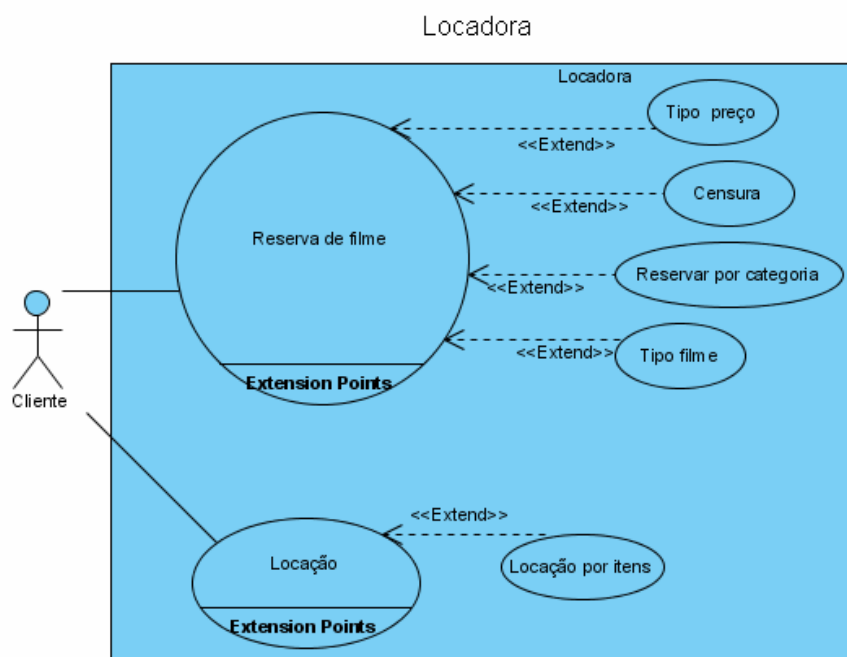 Locadora
Locadora
Tipo preço
<<Extend>>
Censura
<<Extend>>
Reserva de filme
Reservar por categoria
<<Extend>>
Tipo filme
<<Extend>>
Extension Points
Cliente
<<Extend>>
Locação
Locação por itens
Extension Points